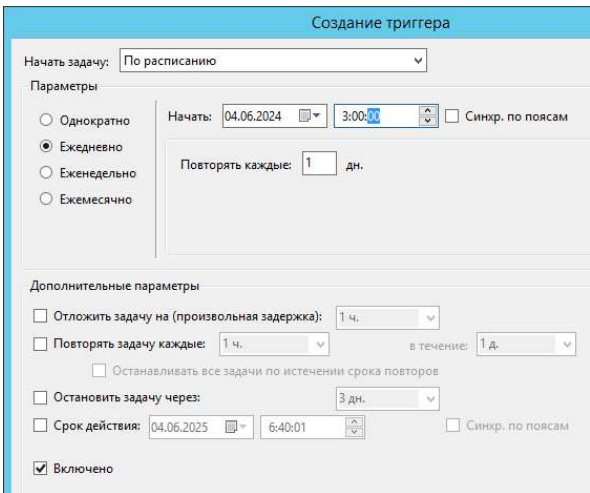 Создание триггера
Начать задачу: По расписанию
Параметры
Однократно
Ежедневно
Еженедельно
Ежемесячно
Начать: 04.06.2024 3:00:00 Синхр. по поясам
Повторять каждые: 1 дн.
Дополнительные параметры
Отложить задачу на (произвольная задержка): 1 ч.
Повторять задачу каждые: 1 ч. в течение: 1 д.
Останавливать все задачи по истечении срока повторов
Остановить задачу через: 3 дн.
Срок действия: 04.06.2025 6:40:01 Синхр. по поясам
Включено